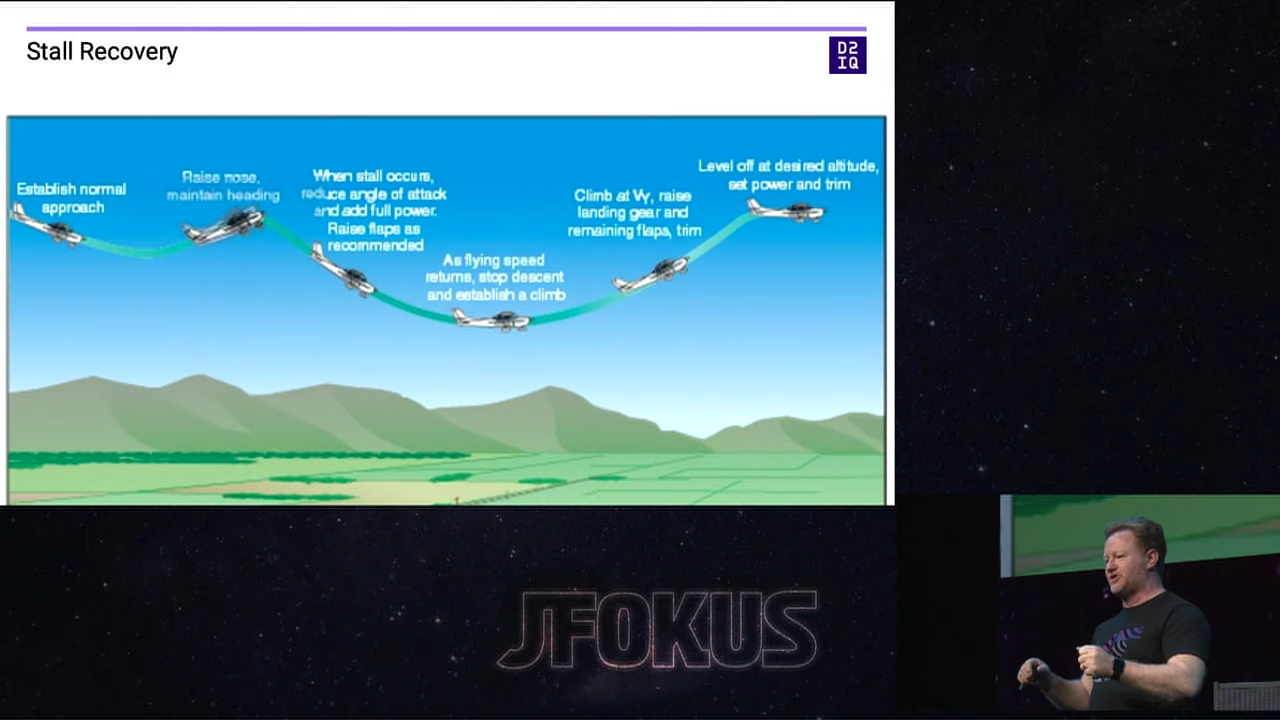 Stall Recovery
D2
IQ
Establish normal
approach
Raise nose,
maintain heading
When stall occurs,
reduce angle of attack
and add full power.
Raise flaps as
recommended
As flying speed
returns, stop descent
and establish a climb
Climb at Vy, raise
landing gear and
remaining flaps, trim
Level off at desired altitude,
set power and trim
JFOKUS